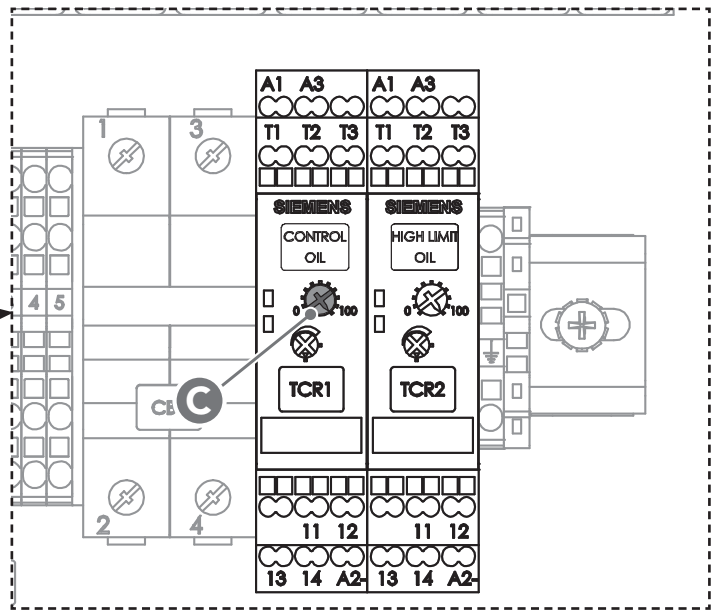 A1 A3 A1 A3
1 3 T1 T2 T3 T1 T2 T3
SIEMENS SIEMENS
CONTROL HIGH LIMIT
OIL OIL
4 5 0 100 0 100
C
TCR1 TCR2
2 4 11 12 11 12
13 14 A2- 13 14 A2-